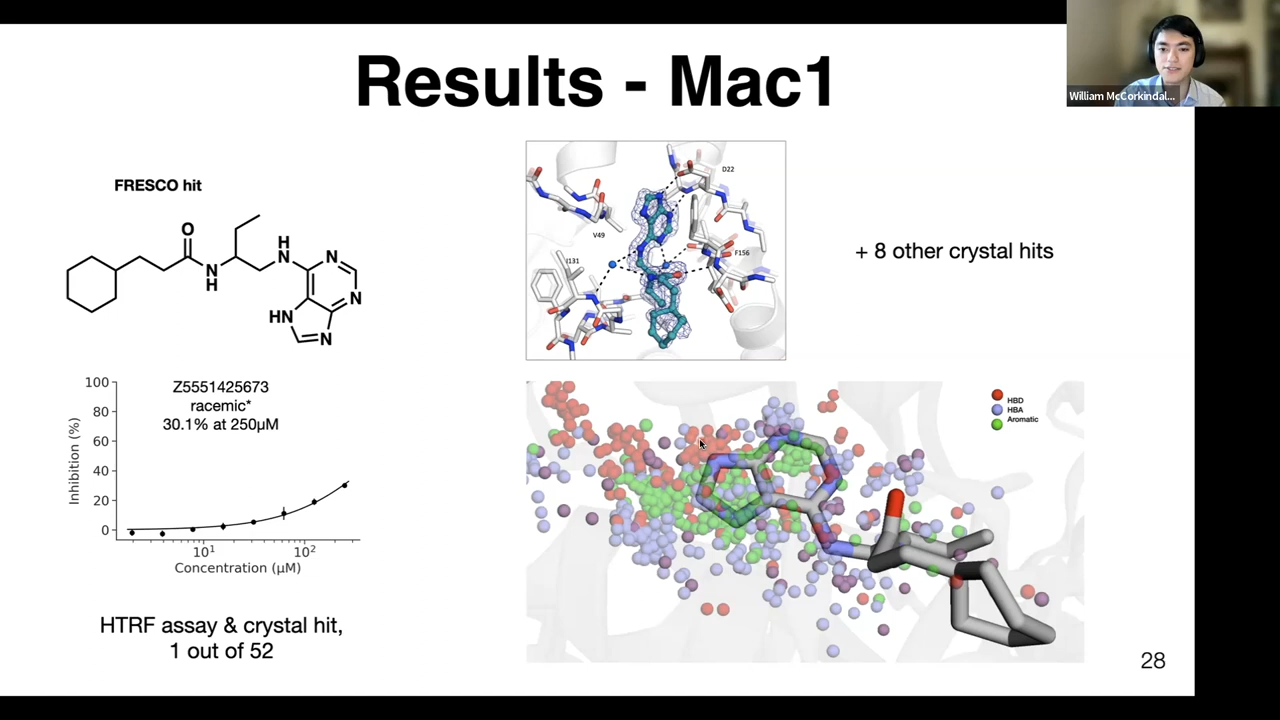 Results - Mac1
William McCorkindal...
FRESCO hit
O
N
H
H
N
N
N
HN
N
D22
V49
I131
F156
+ 8 other crystal hits
Z5551425673
racemic*
30.1% at 250µM
100
80
60
40
20
0
Inhibition (%)
10¹
10²
Concentration (µM)
HBD
HBA
Aromatic
HTRF assay & crystal hit,
1 out of 52
28